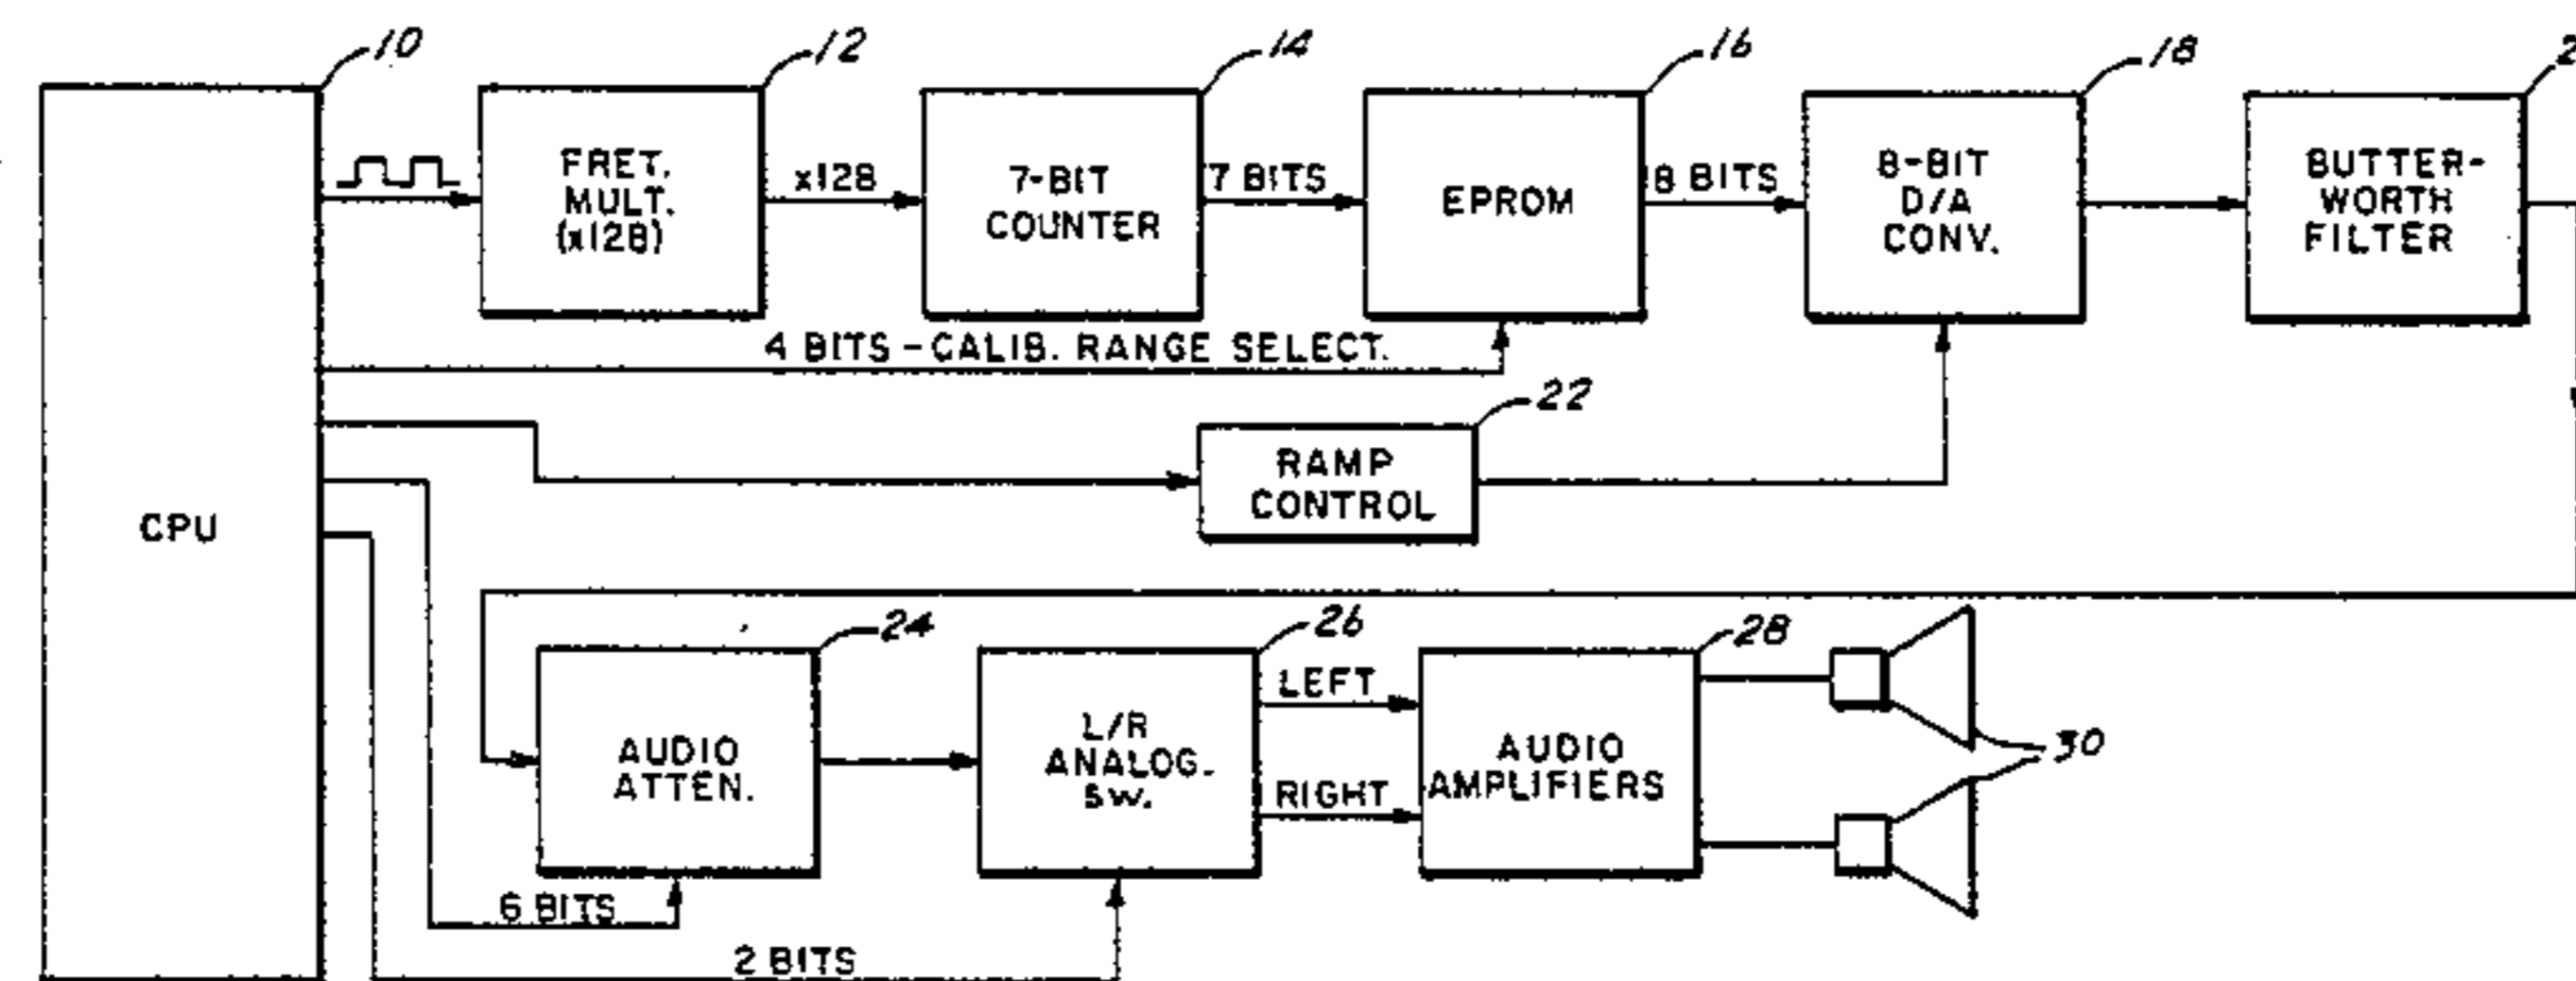 10
12
14
16
18
FRET.
MULT.
(x128)
x128
7-BIT
COUNTER
7 BITS
EPROM
8 BITS
8-BIT
D/A
CONV.
BUTTER-
WORTH
FILTER
4 BITS - CALIB. RANGE SELECT.
22
RAMP
CONTROL
CPU
24
26
28
30
AUDIO
ATTEN.
L/R
ANALOG.
SW.
LEFT
RIGHT
AUDIO
AMPLIFIERS
6 BITS
2 BITS